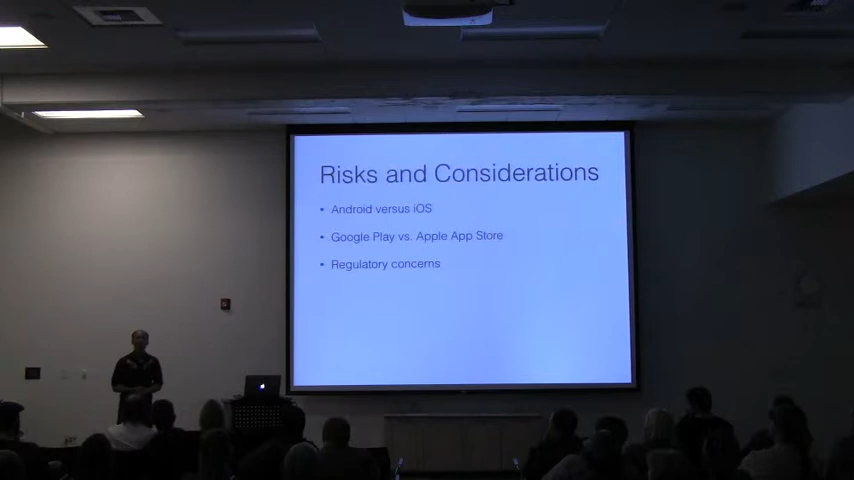 Risks and Considerations
• Android versus iOS
• Google Play vs. Apple App Store
• Regulatory concerns